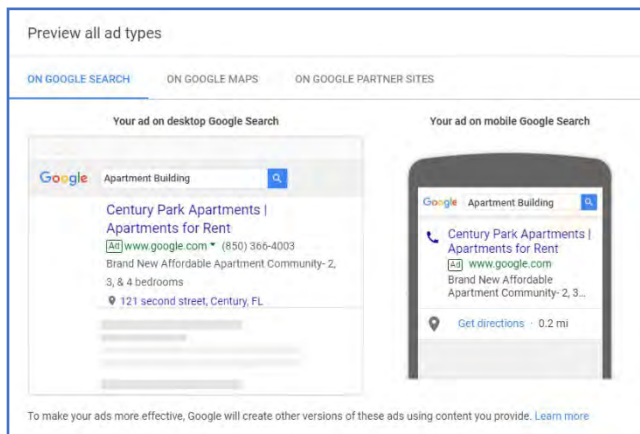 Preview all ad types
ON GOOGLE SEARCH ON GOOGLE MAPS ON GOOGLE PARTNER SITES
Your ad on desktop Google Search
Google Apartment Building
Century Park Apartments |
Apartments for Rent
Ad www.google.com (850) 366-4003
Brand New Affordable Apartment Community- 2,
3, & 4 bedrooms
121 second street, Century, FL
Your ad on mobile Google Search
Google Apartment Building
Century Park Apartments |
Apartments for Rent
Ad www.google.com
Brand New Affordable
Apartment Community- 2, 3...
Get directions · 0.2 mi
To make your ads more effective, Google will create other versions of these ads using content you provide. Learn more